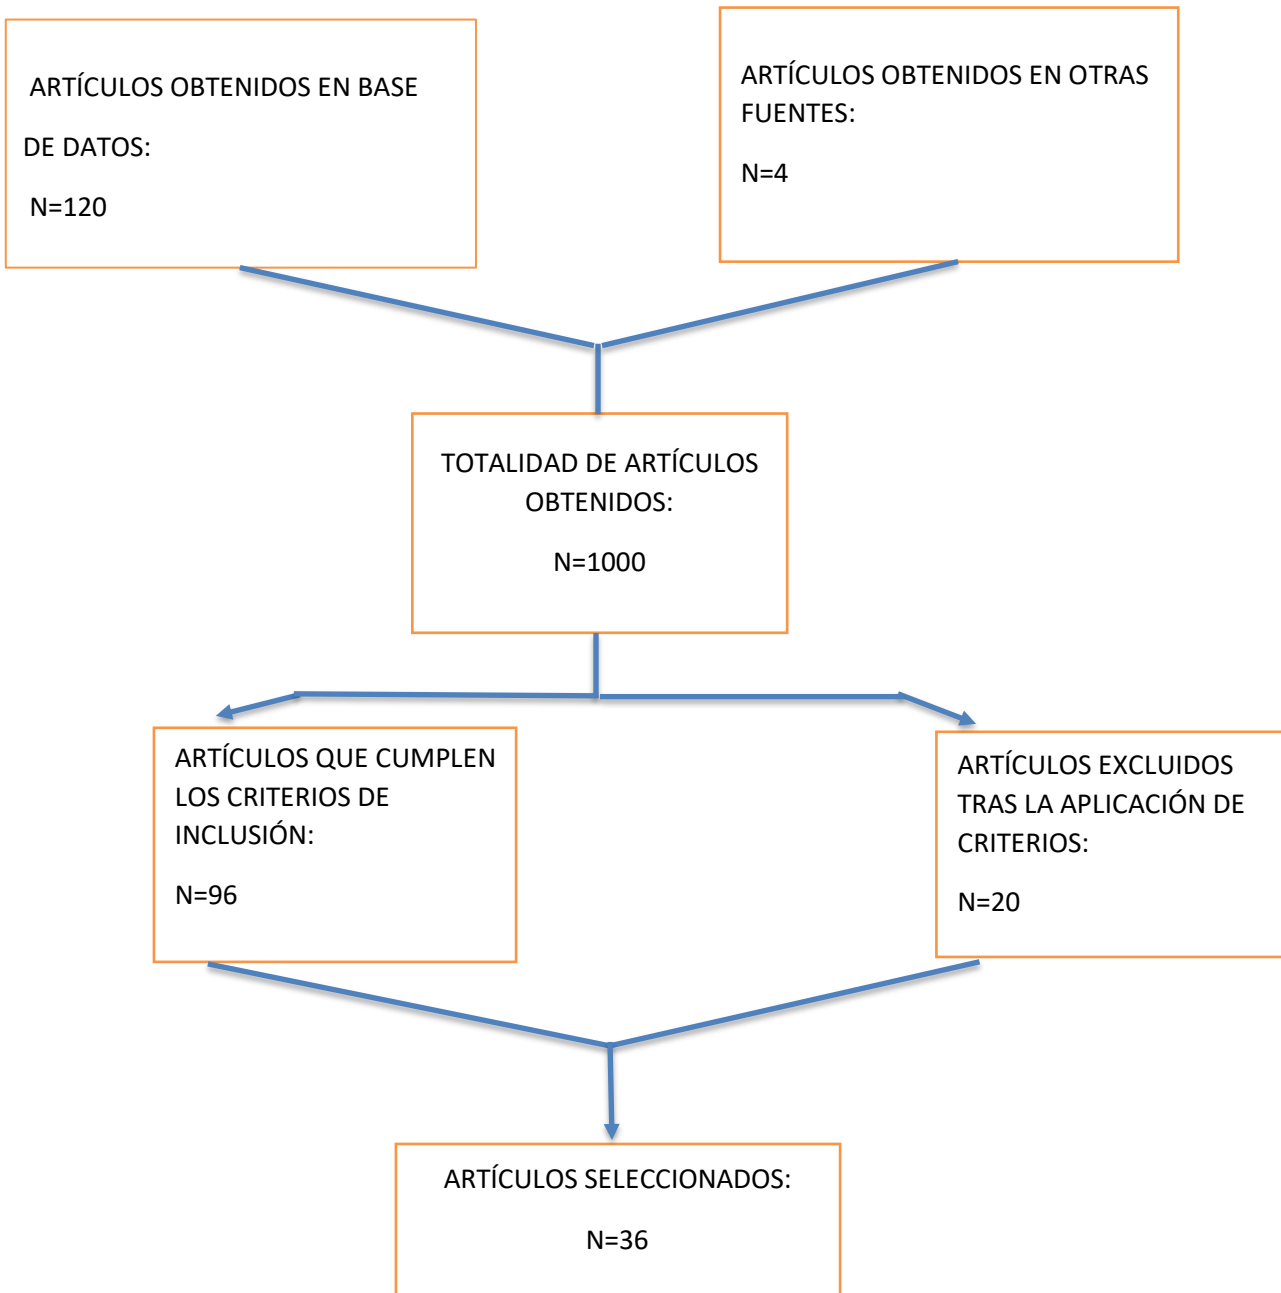 ARTÍCULOS OBTENIDOS EN BASE
DE DATOS:
N=120
ARTÍCULOS OBTENIDOS EN OTRAS
FUENTES:
N=4
TOTALIDAD DE ARTÍCULOS
OBTENIDOS:
N=1000
ARTÍCULOS QUE CUMPLEN
LOS CRITERIOS DE
INCLUSIÓN:
N=96
ARTÍCULOS EXCLUIDOS
TRAS LA APLICACIÓN DE
CRITERIOS:
N=20
ARTÍCULOS SELECCIONADOS:
N=36